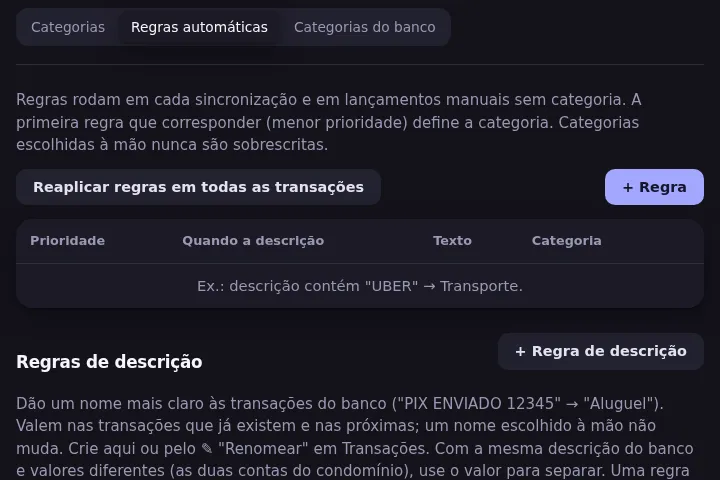 Categorias Regras automáticas Categorias do banco
Regras rodam em cada sincronização e em lançamentos manuais sem categoria. A
primeira regra que corresponder (menor prioridade) define a categoria. Categorias
escolhidas à mão nunca são sobrescritas.
Reaplicar regras em todas as transações + Regra
Prioridade Quando a descrição Texto Categoria
Ex.: descrição contém "UBER" → Transporte.
Regras de descrição + Regra de descrição
Dão um nome mais claro às transações do banco ("PIX ENVIADO 12345" → "Aluguel").
Valem nas transações que já existem e nas próximas; um nome escolhido à mão não
muda. Crie aqui ou pelo ✎ "Renomear" em Transações. Com a mesma descrição do banco
e valores diferentes (as duas contas do condomínio), use o valor para separar. Uma regra